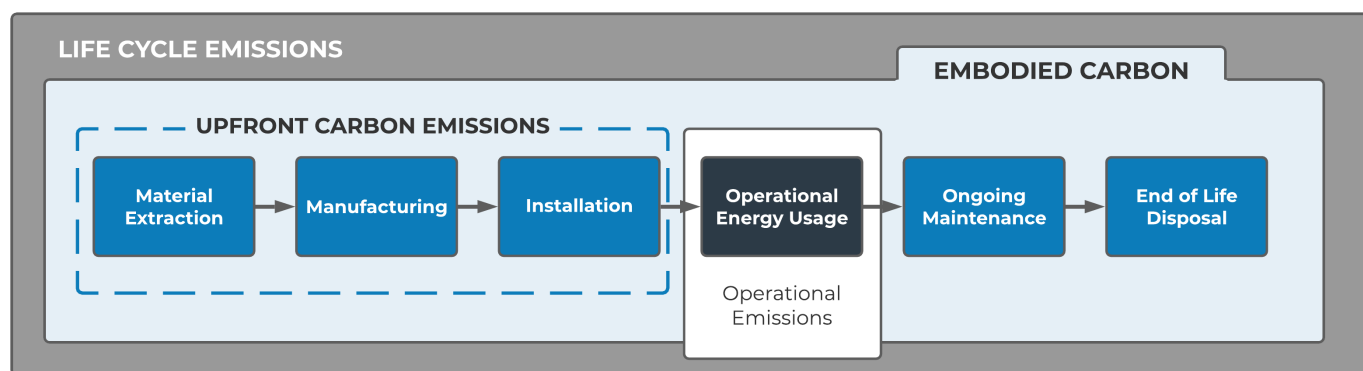 LIFE CYCLE EMISSIONS
EMBODIED CARBON
UPFRONT CARBON EMISSIONS
Material
Extraction
Manufacturing
Installation
Operational
Energy Usage
Ongoing
Maintenance
End of Life
Disposal
Operational
Emissions